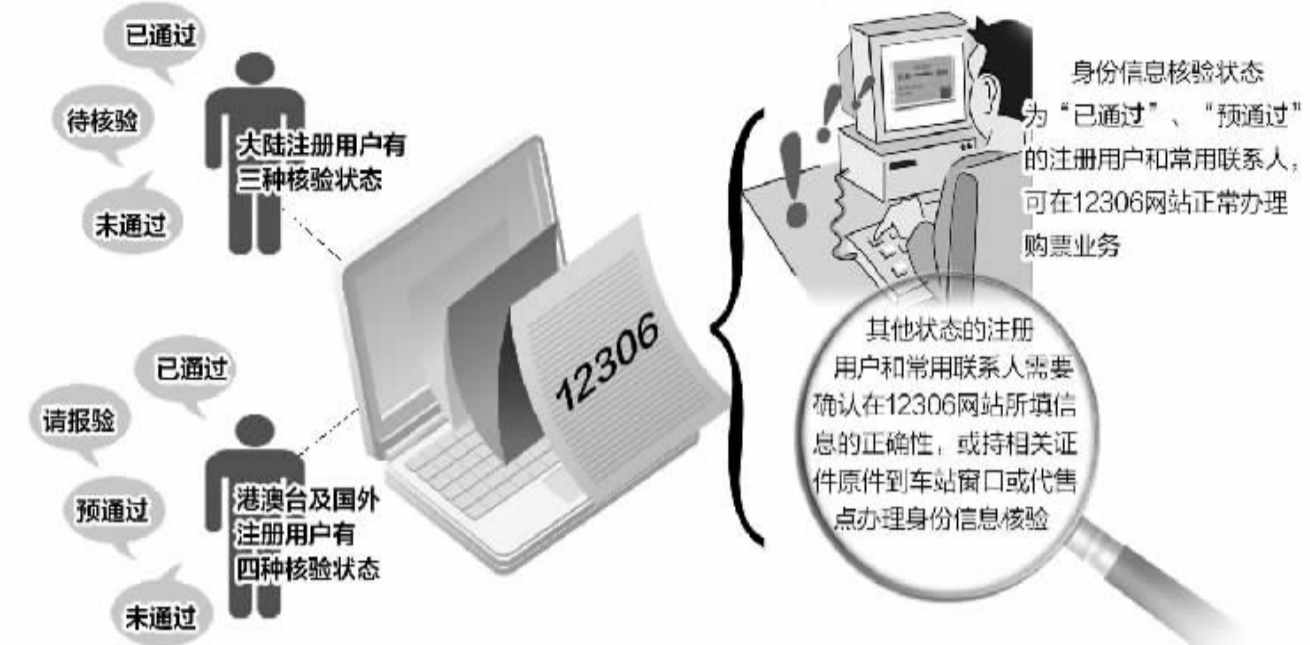 已通过
待核验
未通过
大陆注册用户有
三种核验状态
已通过
请报验
预通过
未通过
港澳台及国外
注册用户有
四种核验状态
12306
身份信息核验状态
为“已通过”、“预通过”
的注册用户和常用联系人，
可在12306网站正常办理
购票业务
其他状态的注册
用户和常用联系人需要
确认在12306网站所填信
息的正确性，或持相关证
件原件到车站窗口或代售
点办理身份信息核验